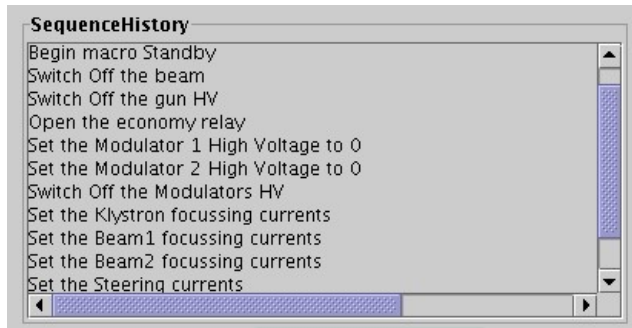 SequenceHistory
Begin macro Standby
Switch Off the beam
Switch Off the gun HV
Open the economy relay
Set the Modulator 1 High Voltage to 0
Set the Modulator 2 High Voltage to 0
Switch Off the Modulators HV
Set the Klystron focussing currents
Set the Beam1 focussing currents
Set the Beam2 focussing currents
Set the Steering currents